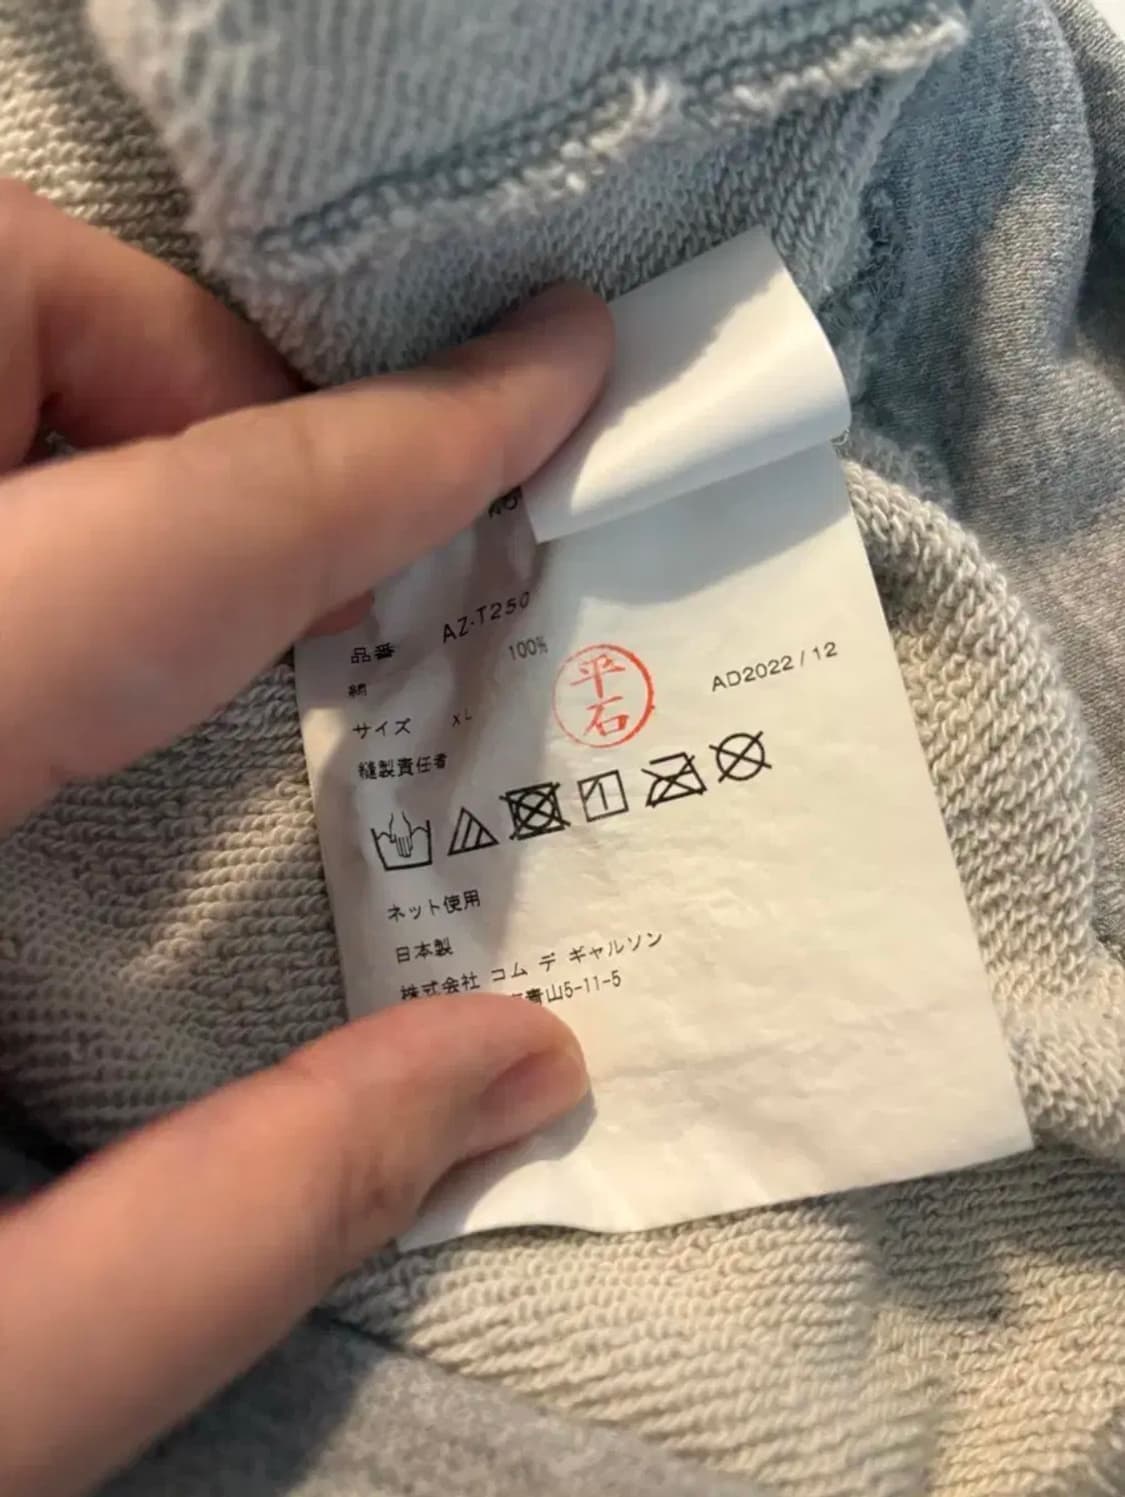 品番 AZ-T250
綿 100%
サイズ XL
縫製責任者 平石 AD2022/12
ネット使用
日本製
株式会社 コム デ ギャルソン
青山5-11-5